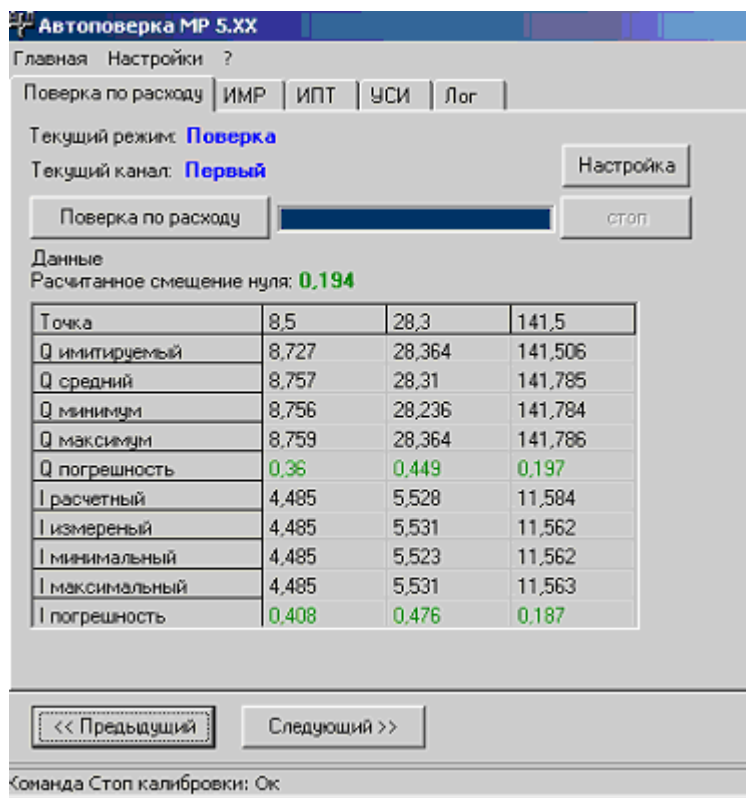 Автоповерка МР 5.XX
Главная Настройки ?
Поверка по расходу ИМР ИПТ УСИ Лог
Текущий режим: Поверка
Текущий канал: Первый
Настройка
Поверка по расходу стоп
Данные
Расчитанное смещение нуля: 0,194
Точка 8,5 28,3 141,5
Q имитируемый 8,727 28,364 141,506
Q средний 8,757 28,31 141,785
Q минимум 8,756 28,236 141,784
Q максимум 8,759 28,364 141,786
Q погрешность 0,36 0,449 0,197
I расчетный 4,485 5,528 11,584
I измереный 4,485 5,531 11,562
I минимальный 4,485 5,523 11,562
I максимальный 4,485 5,531 11,563
I погрешность 0,408 0,476 0,187
<< Предыдущий Следующий >>
Команда Стоп калибровки: Ок